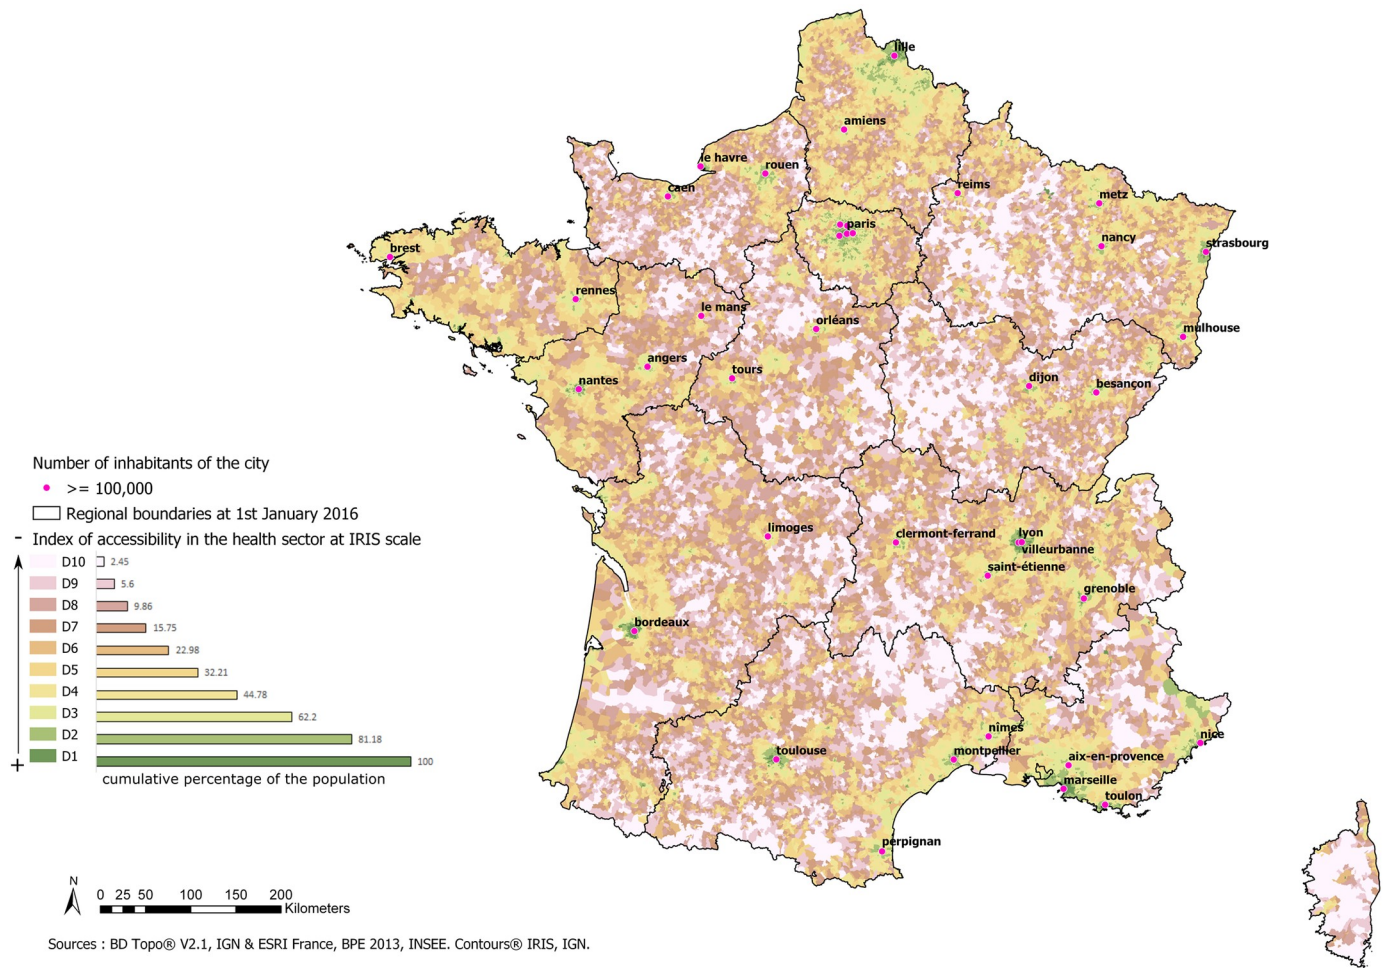 lille
amiens
le havre
rouen
caen
reims
metz
paris
nancy
strasbourg
brest
rennes
le mans
orléans
mulhouse
angers
tours
nantes
dijon
besançon
Number of inhabitants of the city
>= 100,000
Regional boundaries at 1st January 2016
- Index of accessibility in the health sector at IRIS scale
D10 2.45
D9 5.6
D8 9.86
D7 15.75
D6 22.98
D5 32.21
D4 44.78
D3 62.2
D2 81.18
+ D1 100
cumulative percentage of the population
limoges
clermont-ferrand
lyon
villeurbanne
saint-étienne
grenoble
bordeaux
nîmes
nice
toulouse
montpellier
aix-en-provence
marseille
toulon
perpignan
N
0 25 50 100 150 200
Kilometers
Sources : BD Topo® V2.1, IGN & ESRI France, BPE 2013, INSEE. Contours® IRIS, IGN.